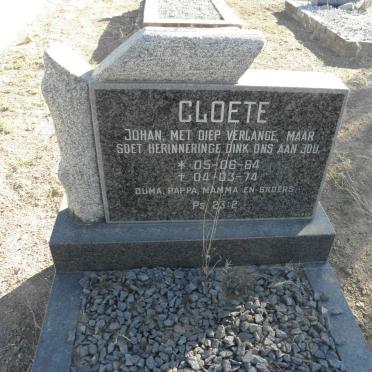 CLOETE
JOHAN, MET DIEP VERLANGE, MAAR
SOET HERINNERINGE, DINK ONS AAN JOU.
* 05-06-64
† 04-03-74
OUMA, PAPPA, MAMMA EN BROERS.
PS. 23:2